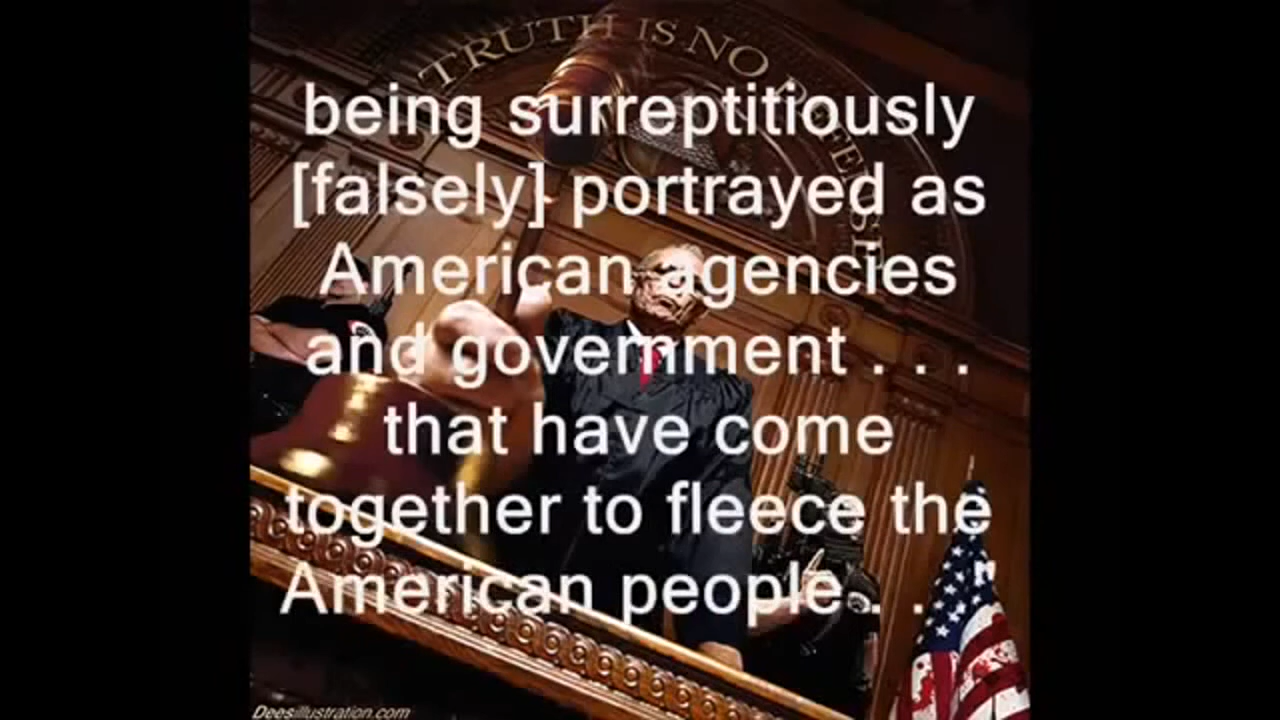 TRUTH IS NO DEFENSE
being surreptitiously
[falsely] portrayed as
American agencies
and government . . .
that have come
together to fleece the
American people . . ."
Deesillustration.com